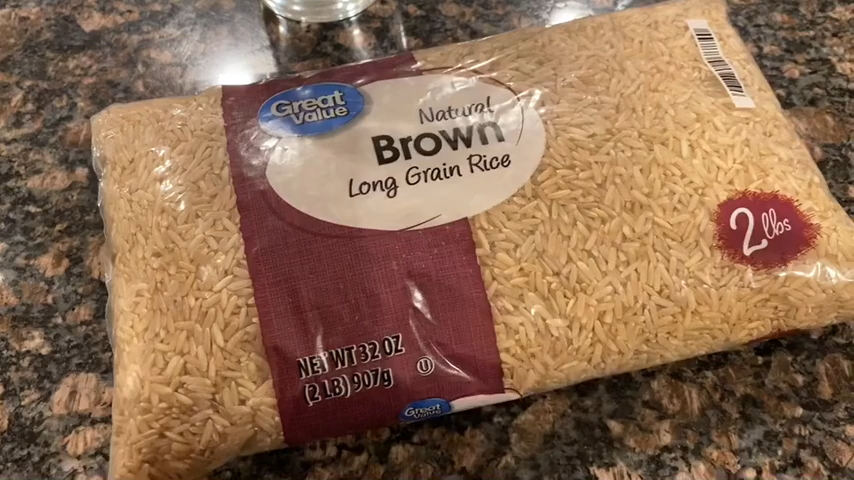 Great
Value
Natural
Brown
Long Grain Rice
2 lbs
NET WT 32 OZ
(2 LB) 907g
U
Great
Value